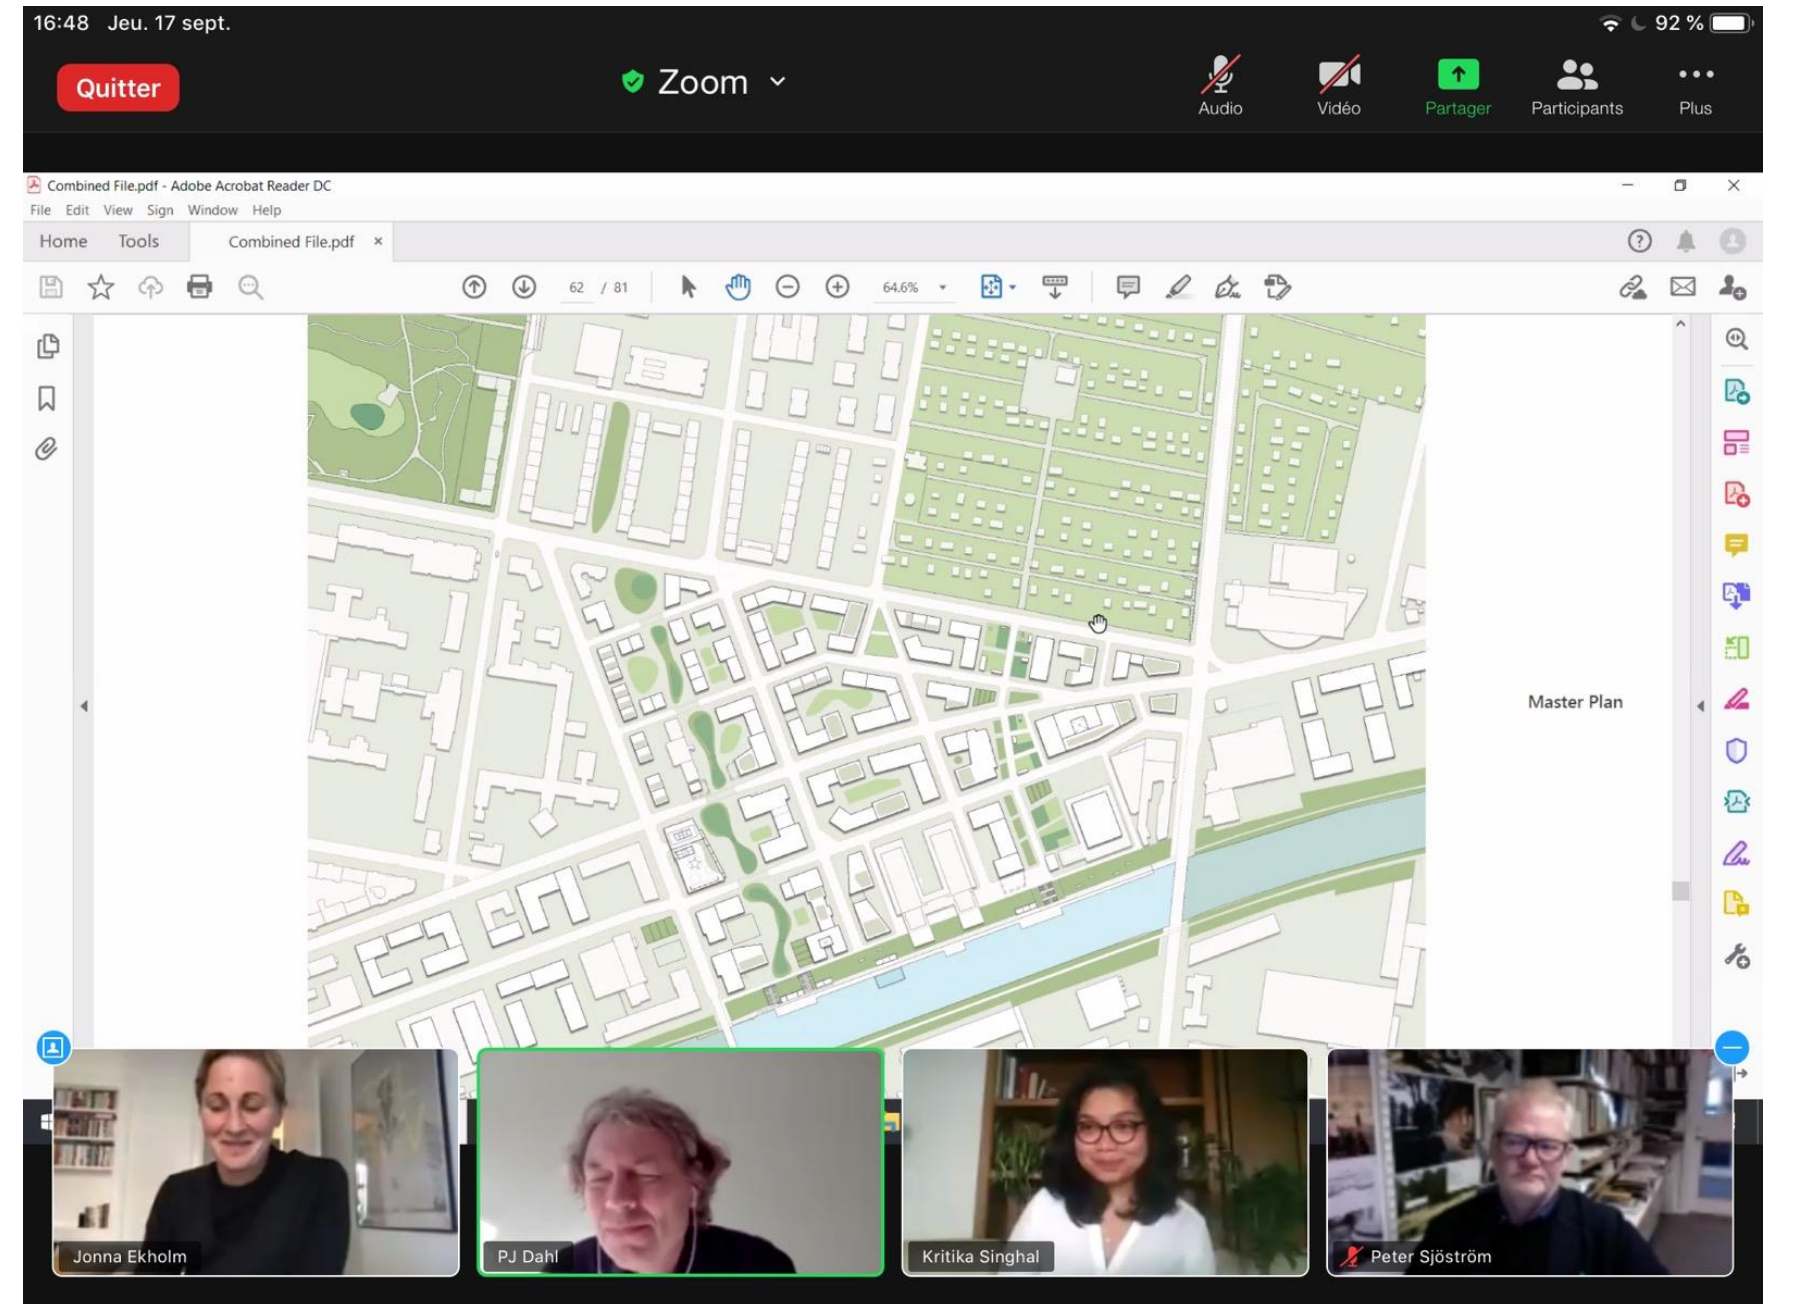 16:48 Jeu. 17 sept.
92 %
Quitter
Zoom
Audio
Vidéo
Partager
Participants
Plus
Combined File.pdf - Adobe Acrobat Reader DC
File Edit View Sign Window Help
Home Tools Combined File.pdf ×
62 / 81
64.6%
Master Plan
Jonna Ekholm
PJ Dahl
Kritika Singhal
Peter Sjöström